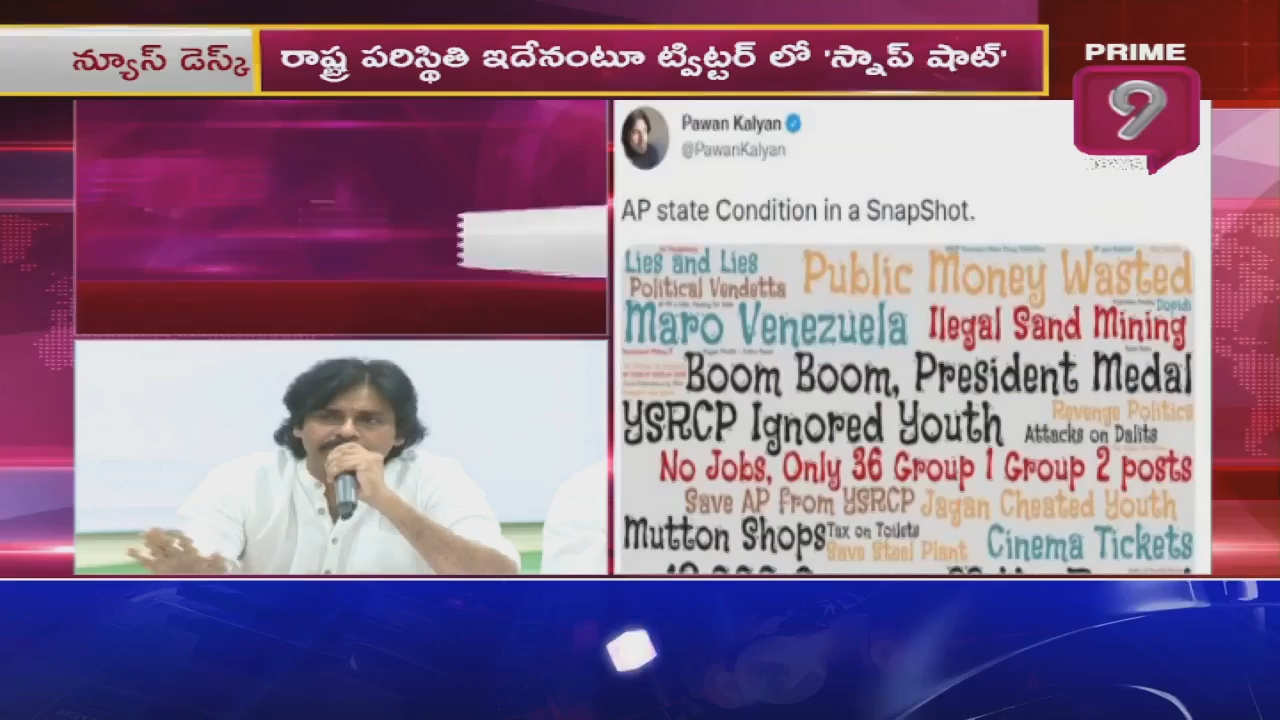 న్యూస్ డెస్క్
రాష్ట్ర పరిస్థితి ఇదేనంటూ ట్విట్టర్ లో 'స్నాప్ షాట్'
PRIME
9
NEWS
Pawan Kalyan
@PawanKalyan
AP state Condition in a SnapShot.
Lies and Lies
Public Money Wasted
Political Vendetta
Maro Venezuela
Ilegal Sand Mining
Boom Boom, President Medal
YSRCP Ignored Youth
Revenge Politics
Attacks on Dalits
No Jobs, Only 36 Group 1 Group 2 posts
Save AP from YSRCP
Jagan Cheated Youth
Mutton Shops
Tax on Toilets
Save Steel Plant
Cinema Tickets